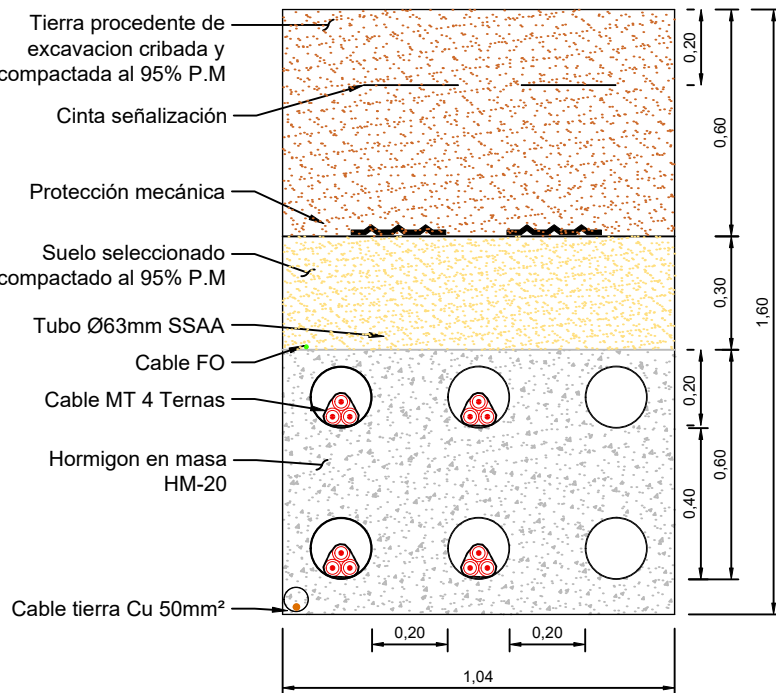 Tierra procedente de
excavacion cribada y
compactada al 95% P.M
Cinta señalización
Protección mecánica
Suelo seleccionado
compactado al 95% P.M
Tubo Ø63mm SSAA
Cable FO
Cable MT 4 Ternas
Hormigon en masa
HM-20
Cable tierra Cu 50mm²
0,20
0,60
0,30
1,60
0,20
0,60
0,40
0,20
0,20
1,04